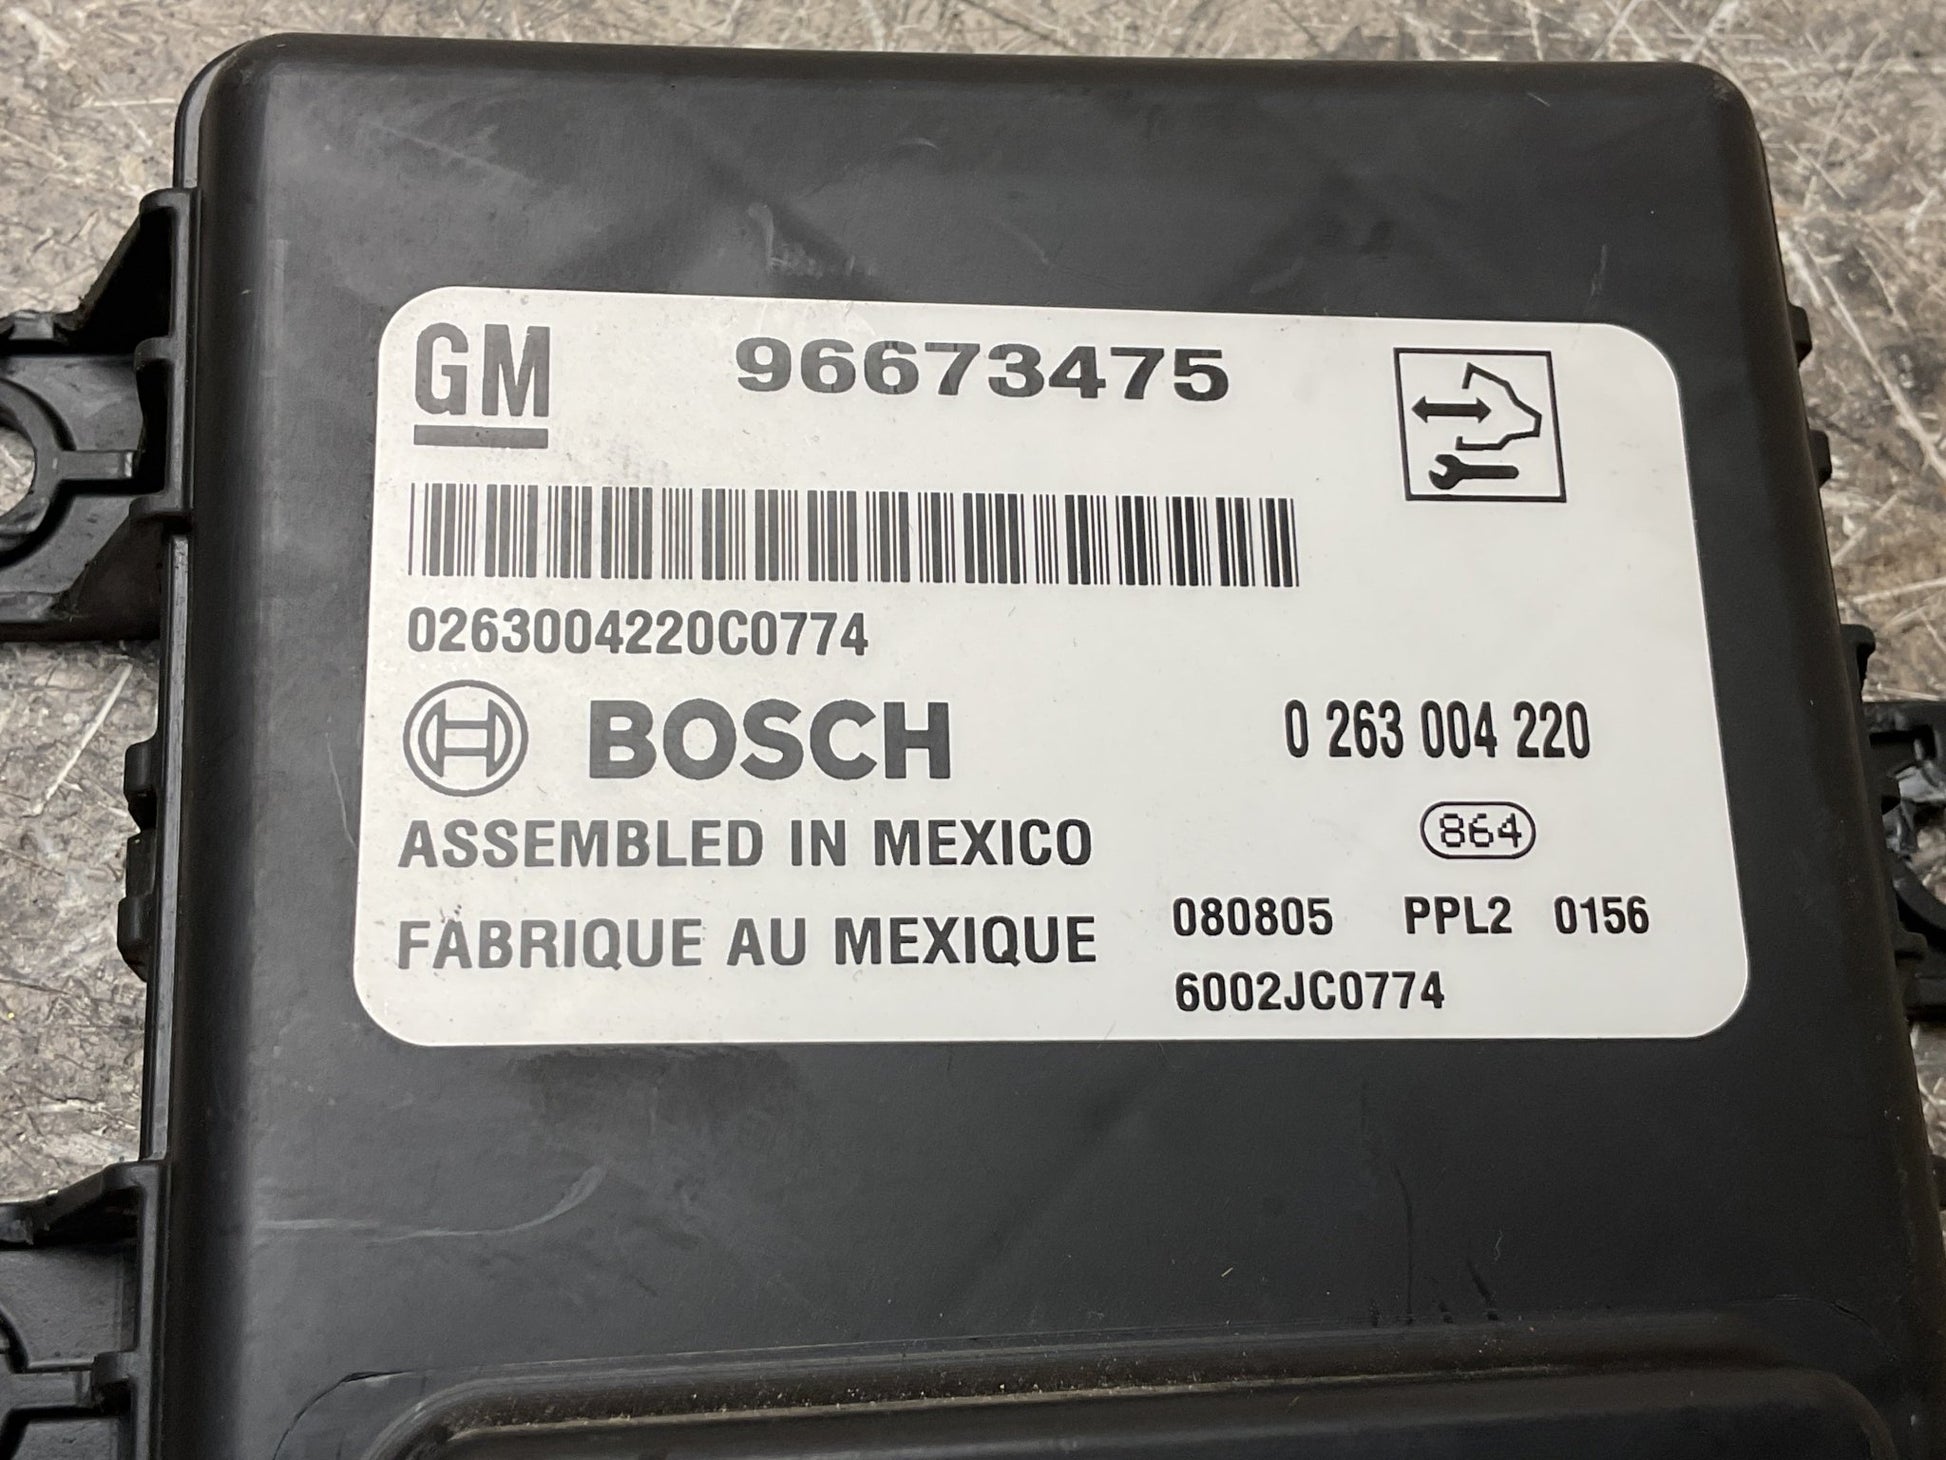 GM 96673475
0263004220C0774
BOSCH 0 263 004 220
ASSEMBLED IN MEXICO 864
FABRIQUE AU MEXIQUE 080805 PPL2 0156
6002JC0774